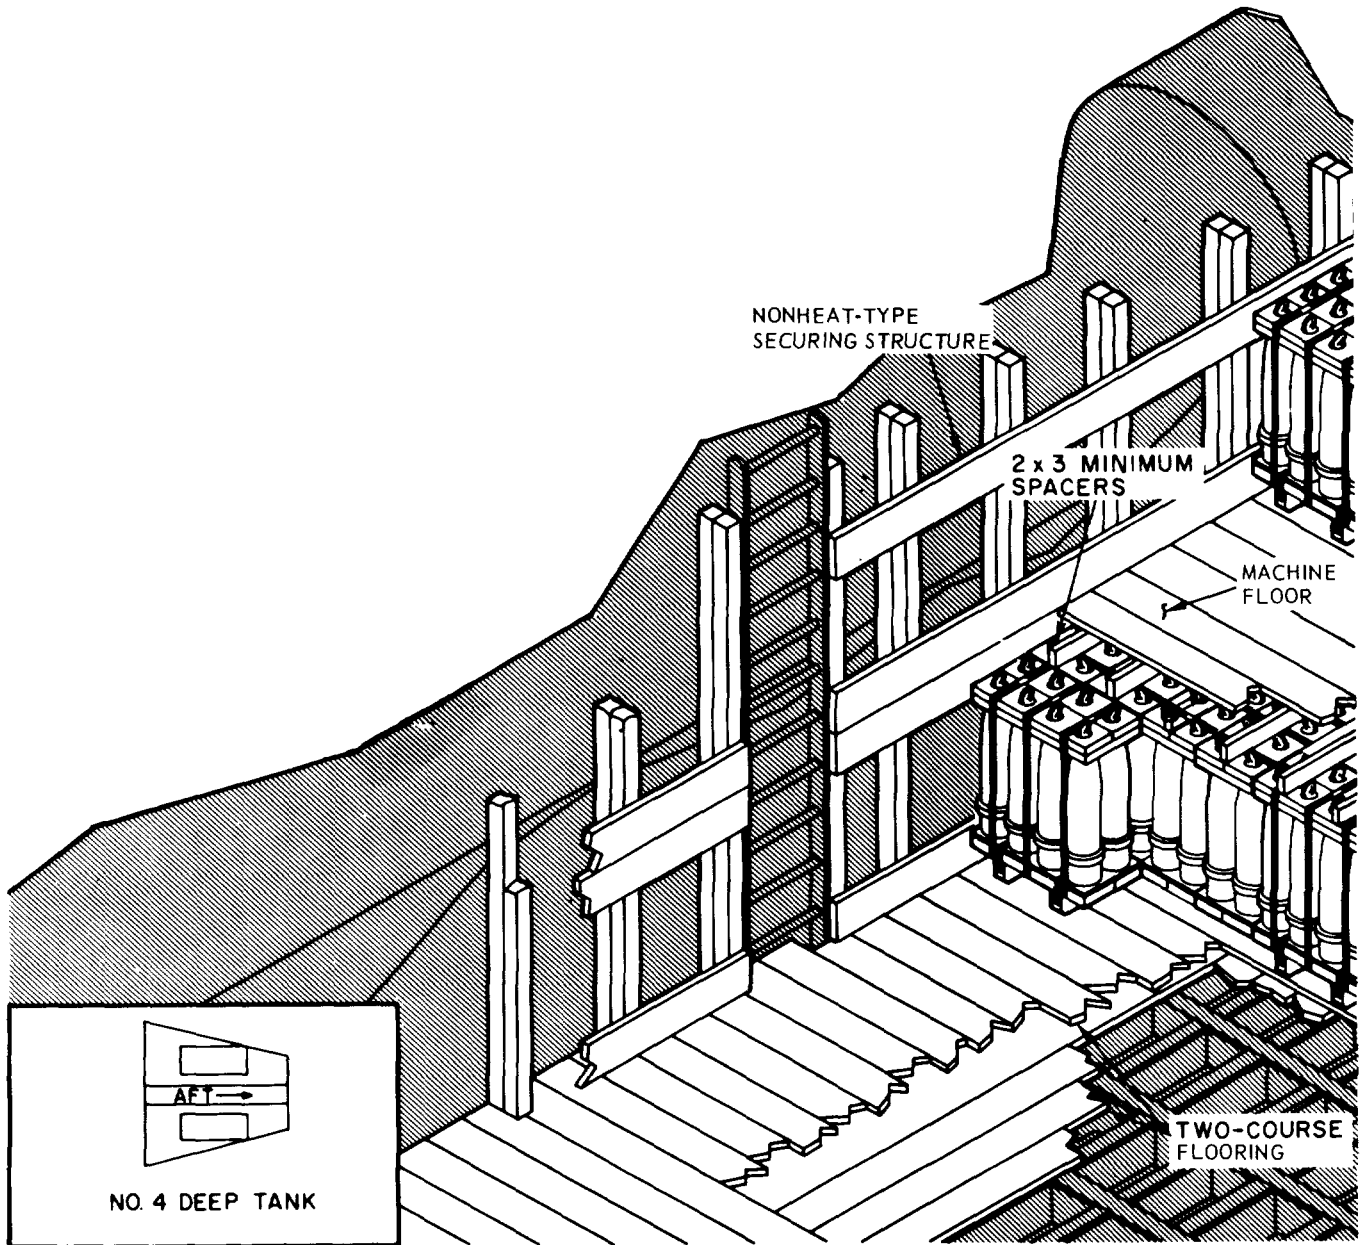 NONHEAT-TYPE
SECURING STRUCTURE
2 x 3 MINIMUM
SPACERS
MACHINE
FLOOR
TWO-COURSE
FLOORING
AFT
NO. 4 DEEP TANK